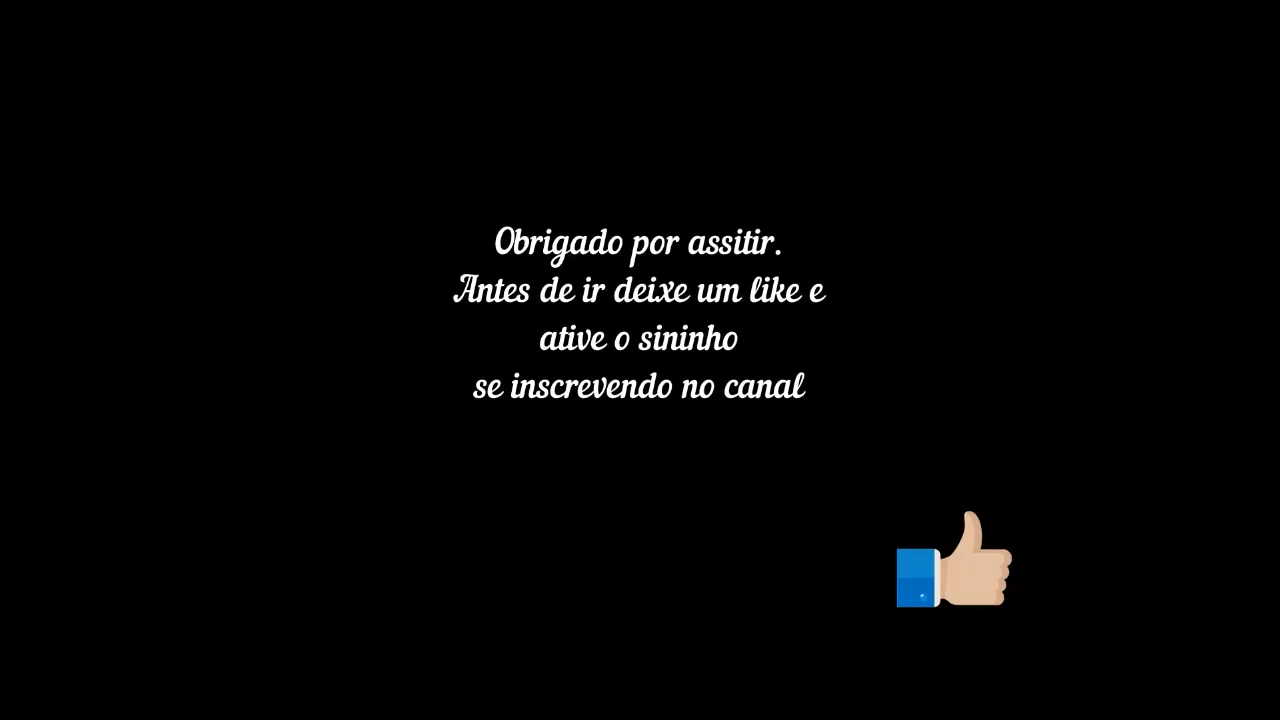 Obrigado por assitir.
Antes de ir deixe um like e
ative o sininho
se inscrevendo no canal